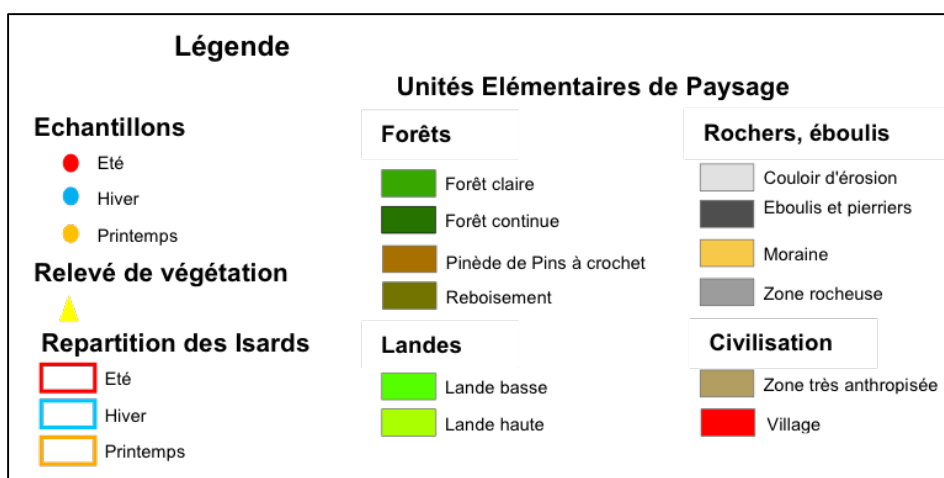 Légende
Unités Elémentaires de Paysage
Echantillons
Eté
Hiver
Printemps
Relevé de végétation
Repartition des Isards
Eté
Hiver
Printemps
Forêts
Forêt claire
Forêt continue
Pinède de Pins à crochet
Reboisement
Landes
Lande basse
Lande haute
Rochers, éboulis
Couloir d'érosion
Eboulis et pierriers
Moraine
Zone rocheuse
Civilisation
Zone très anthropisée
Village